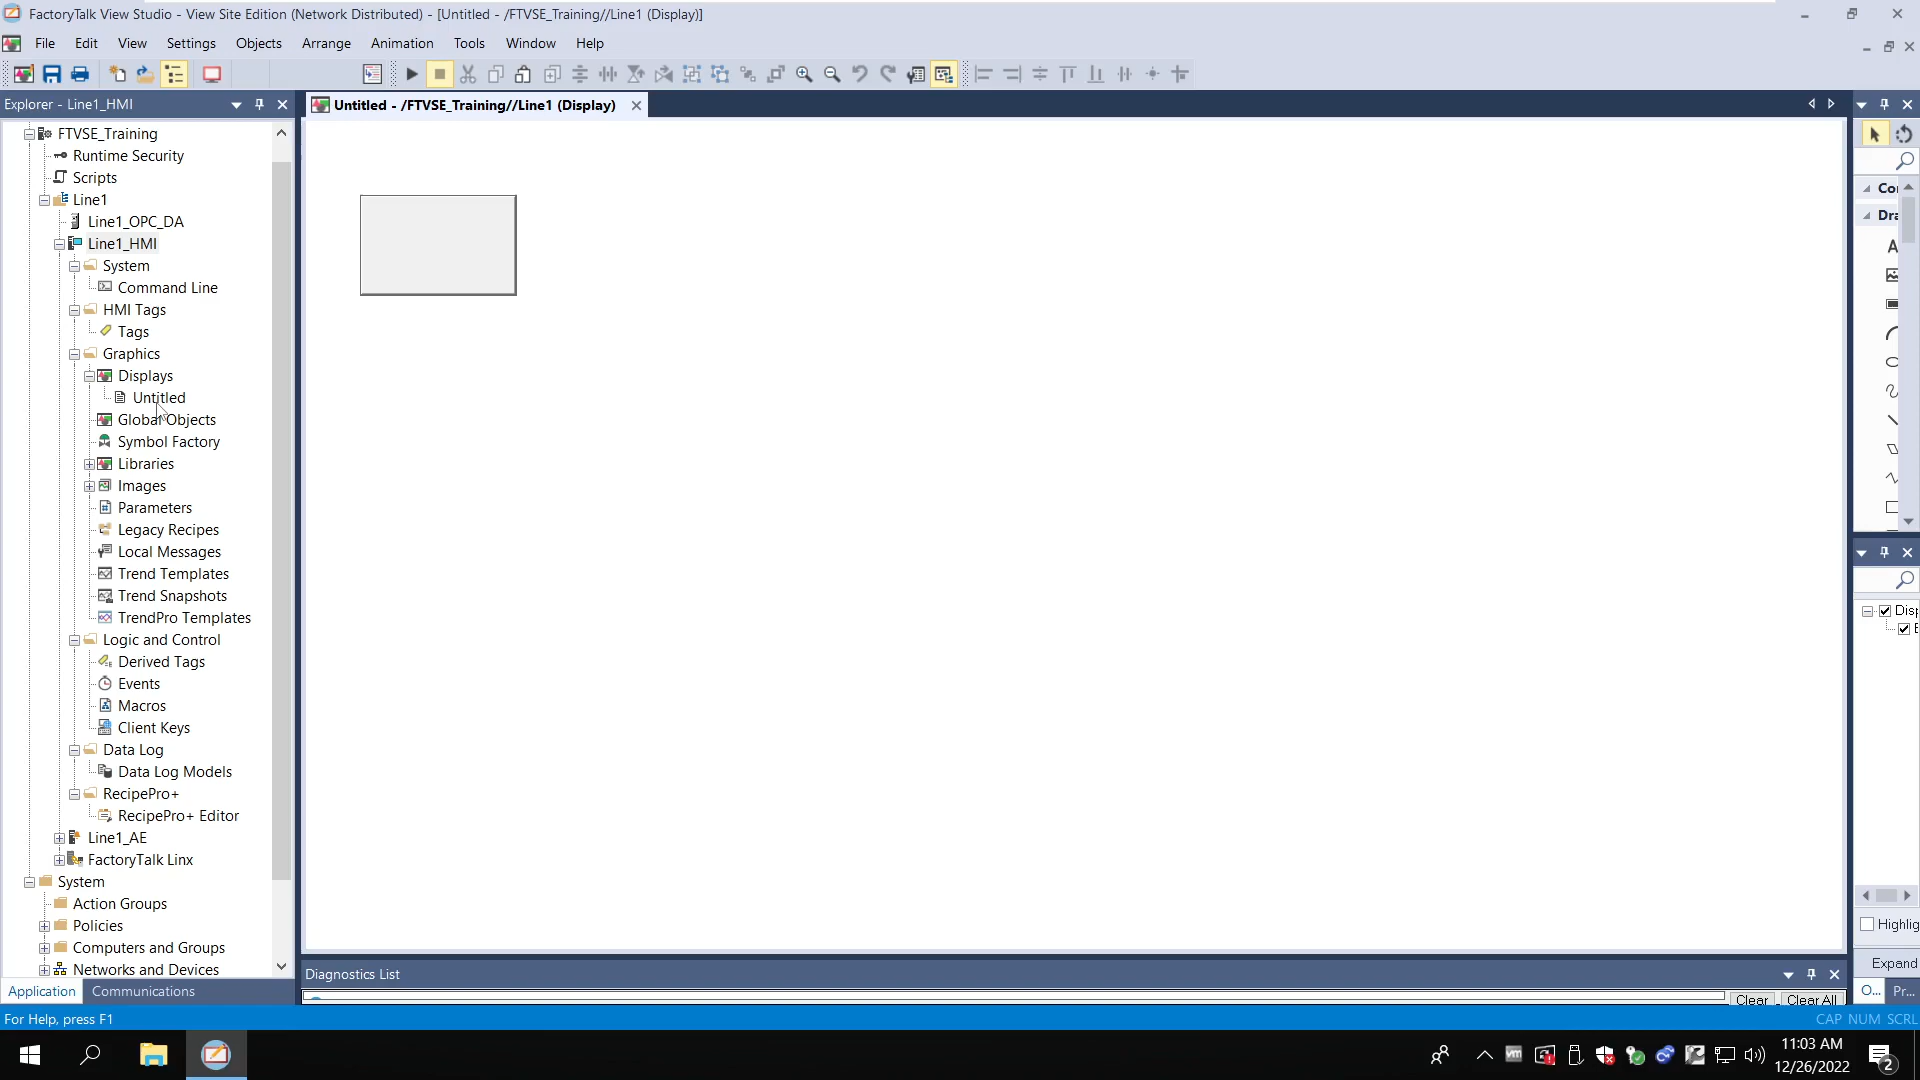 FactoryTalk View Studio - View Site Edition (Network Distributed) - [Untitled - /FTVSE_Training//Line1 (Display)]
File Edit View Settings Objects Arrange Animation Tools Window Help
Explorer - Line1_HMI
Untitled - /FTVSE_Training//Line1 (Display)
FTVSE_Training
Runtime Security
Scripts
Line1
Line1_OPC_DA
Line1_HMI
System
Command Line
HMI Tags
Tags
Graphics
Displays
Untitled
Global Objects
Symbol Factory
Libraries
Images
Parameters
Legacy Recipes
Local Messages
Trend Templates
Trend Snapshots
TrendPro Templates
Logic and Control
Derived Tags
Events
Macros
Client Keys
Data Log
Data Log Models
RecipePro+
RecipePro+ Editor
Line1_AE
FactoryTalk Linx
System
Action Groups
Policies
Computers and Groups
Networks and Devices
Application Communications
Diagnostics List
Clear Clear All
Expand
O... Pr...
For Help, press F1
CAP NUM SCRL
11:03 AM
12/26/2022
2